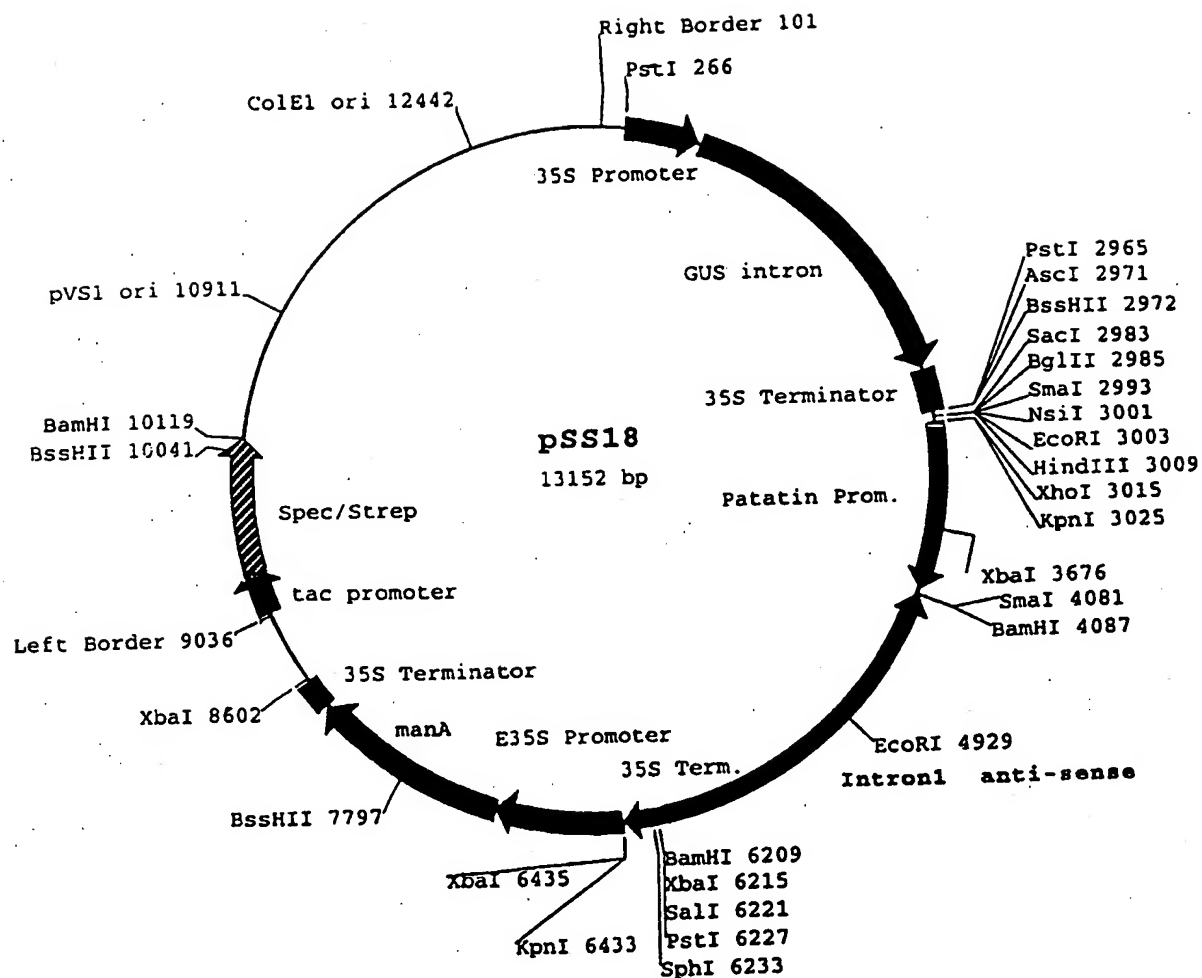 Right Border 101
PstI 266
ColE1 ori 12442
35S Promoter
GUS intron
PstI 2965
AscI 2971
BssHII 2972
SacI 2983
BglII 2985
SmaI 2993
NsiI 3001
EcoRI 3003
HindIII 3009
XhoI 3015
KpnI 3025
pVS1 ori 10911
35S Terminator
BamHI 10119
BssHII 10041
pSS18
13152 bp
Patatin Prom.
Spec/Strep
XbaI 3676
SmaI 4081
BamHI 4087
tac promoter
Left Border 9036
35S Terminator
XbaI 8602
manA
E35S Promoter
35S Term.
EcoRI 4929
Intron1 anti-sense
BssHII 7797
BamHI 6209
XbaI 6215
SalI 6221
PstI 6227
SphI 6233
XbaI 6435
KpnI 6433